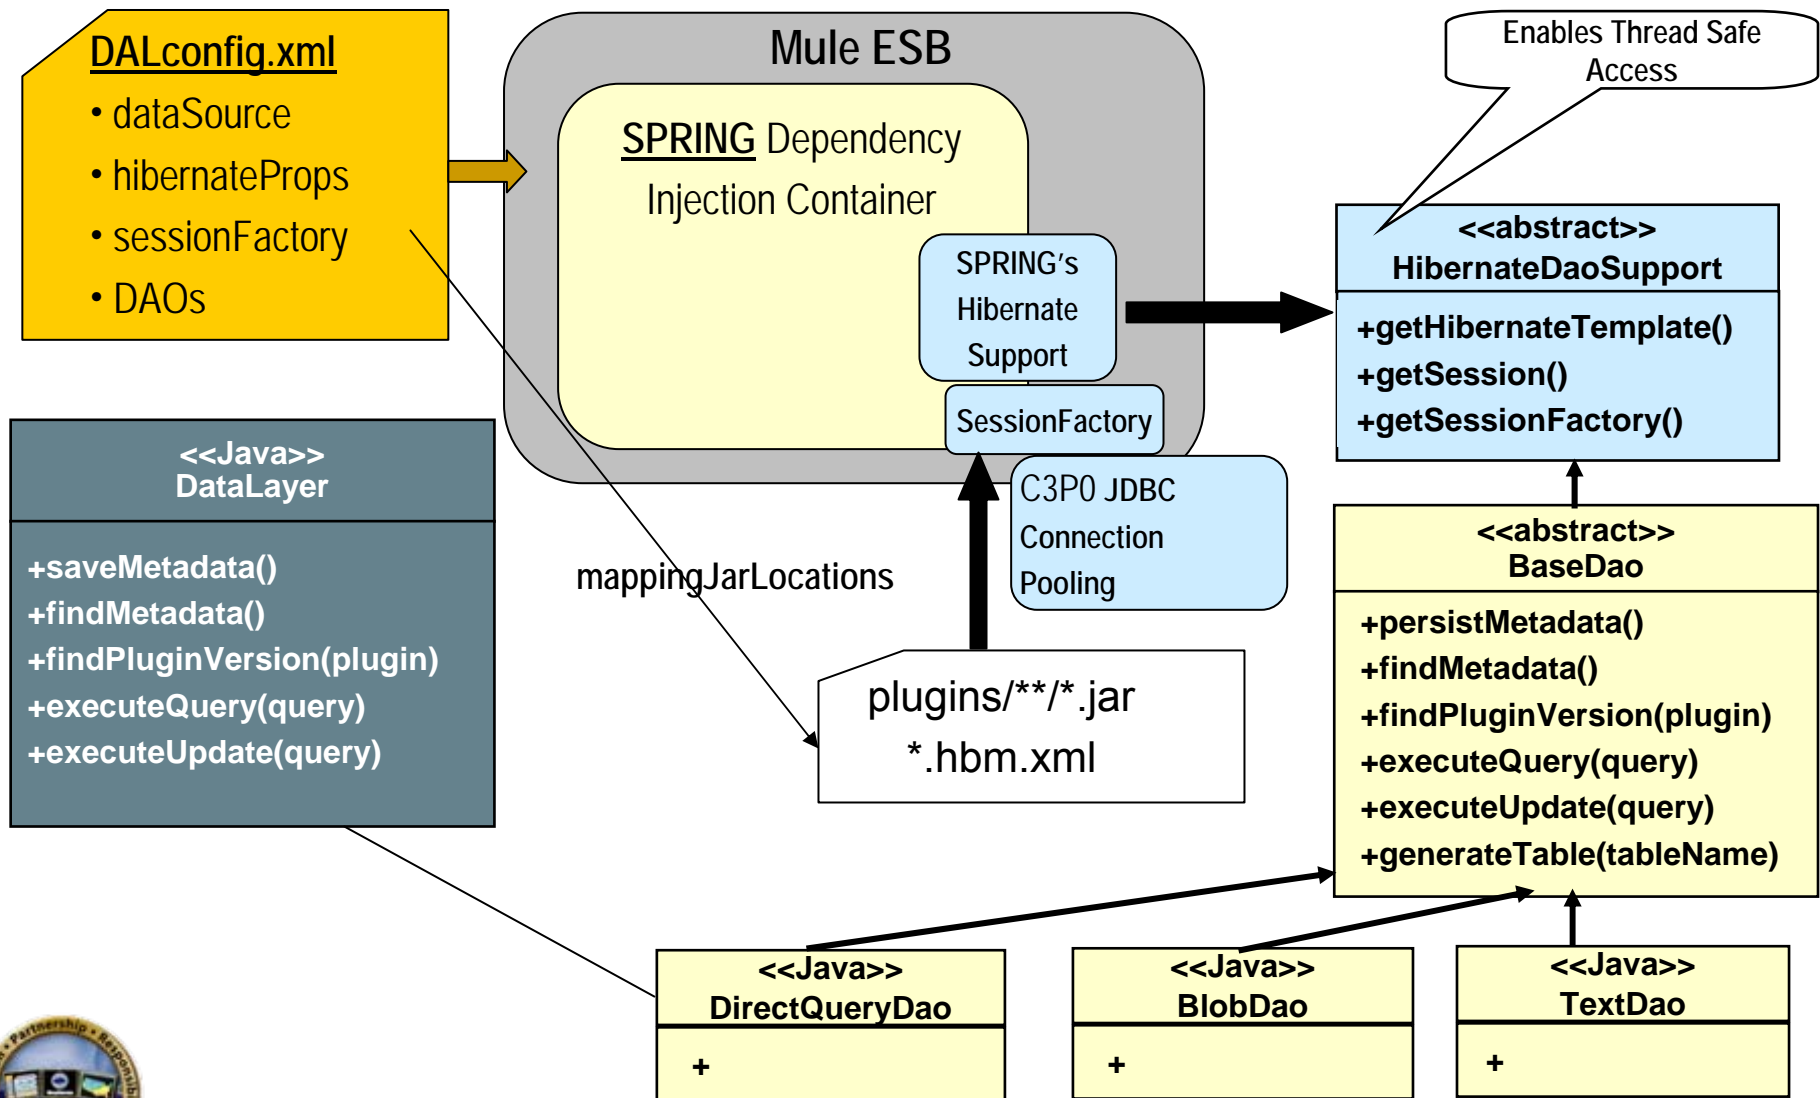 DALconfig.xml
• dataSource
• hibernateProps
• sessionFactory
• DAOs
Mule ESB
SPRING Dependency
Injection Container
SPRING's
Hibernate
Support
SessionFactory
C3P0 JDBC
Connection
Pooling
Enables Thread Safe
Access
<<abstract>>
HibernateDaoSupport
+getHibernateTemplate()
+getSession()
+getSessionFactory()
<<Java>>
DataLayer
+saveMetadata()
+findMetadata()
+findPluginVersion(plugin)
+executeQuery(query)
+executeUpdate(query)
mappingJarLocations
plugins/**/*.jar
*.hbm.xml
<<abstract>>
BaseDao
+persistMetadata()
+findMetadata()
+findPluginVersion(plugin)
+executeQuery(query)
+executeUpdate(query)
+generateTable(tableName)
<<Java>>
DirectQueryDao
+
<<Java>>
BlobDao
+
<<Java>>
TextDao
+
Partnership •